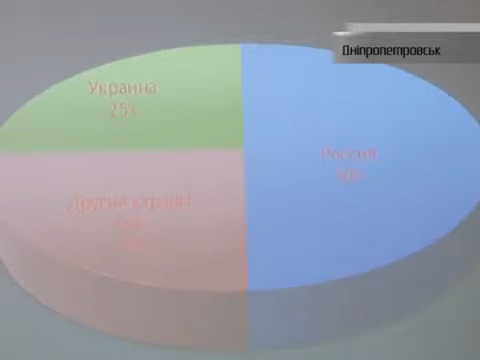 Дніпропетровськ
Украина
25%
Россия
50%
Другие страны